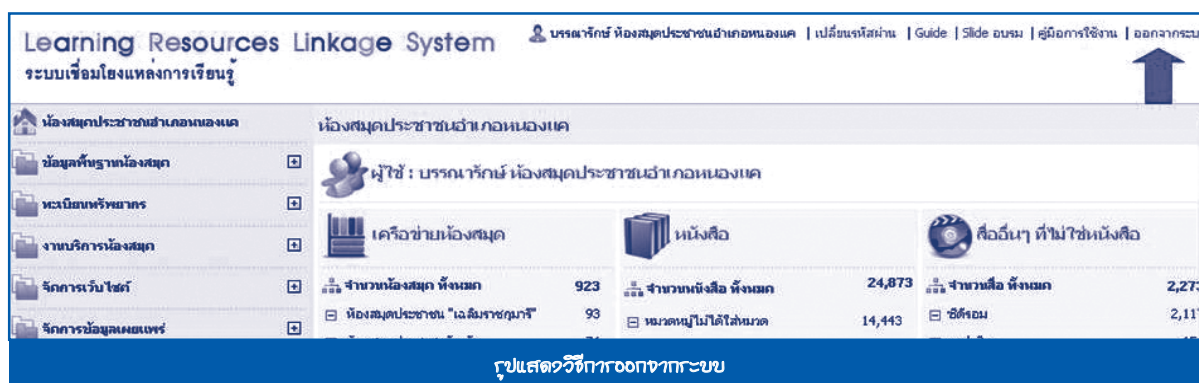 Learning Resources Linkage System
บรรณารักษ์ ห้องสมุดประชาชนอำเภอหนองแค | เปลี่ยนรหัสผ่าน | Guide | Slide อบรม | คู่มือการใช้งาน | ออกจากระบ
ระบบเชื่อมโยงแหล่งการเรียนรู้
ห้องสมุดประชาชนอำเภอหนองแค
ห้องสมุดประชาชนอำเภอหนองแค
ข้อมูลพื้นฐานห้องสมุด
ผู้ใช้ : บรรณารักษ์ ห้องสมุดประชาชนอำเภอหนองแค
ทะเบียนทรัพยากร
งานบริการห้องสมุด
เครือข่ายห้องสมุด
หนังสือ
สื่ออื่นๆ ที่ไม่ใช่หนังสือ
จัดการเว็บไซต์
จำนวนห้องสมุด ทั้งหมด 923
จำนวนหนังสือ ทั้งหมด 24,873
จำนวนสื่อ ทั้งหมด 2,273
จัดการข้อมูลเผยแพร่
ห้องสมุดประชาชน "เฉลิมราชกุมารี" 93
หมวดหมู่ไม่ได้ใส่หมวด 14,443
ซีดีรอม 2,11
รูปแสดงวิธีการออกจากระบบ